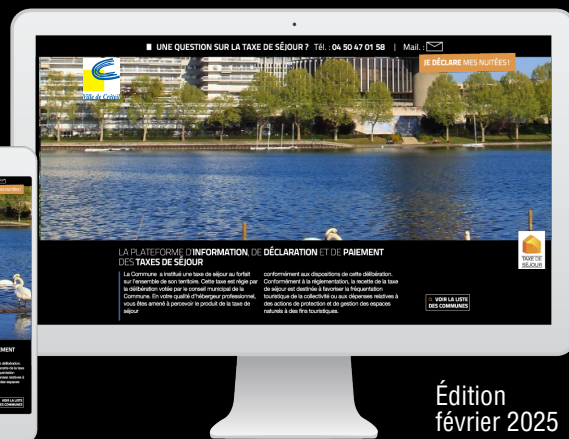 UNE QUESTION SUR LA TAXE DE SÉJOUR ? Tél. : 04 50 47 01 58 | Mail. :
JE DÉCLARE MES NUITÉES !
Ville de Créteil
LA PLATEFORME D'INFORMATION, DE DÉCLARATION ET DE PAIEMENT
DES TAXES DE SÉJOUR
La Commune a institué une taxe de séjour au forfait
sur l'ensemble de son territoire. Cette taxe est régie par
la délibération votée par le conseil municipal de la
Commune. En votre qualité d'hébergeur professionnel,
vous êtes amené à percevoir le produit de la taxe de
séjour
conformément aux dispositions de cette délibération.
Conformément à la réglementation, la recette de la taxe
de séjour est destinée à favoriser la fréquentation
touristique de la collectivité ou aux dépenses relatives à
des actions de protection et de gestion des espaces
naturels à des fins touristiques.
TAXE DE
SÉJOUR
VOIR LA LISTE
DES COMMUNES
VOIR LA LISTE
DES COMMUNES
Édition
février 2025